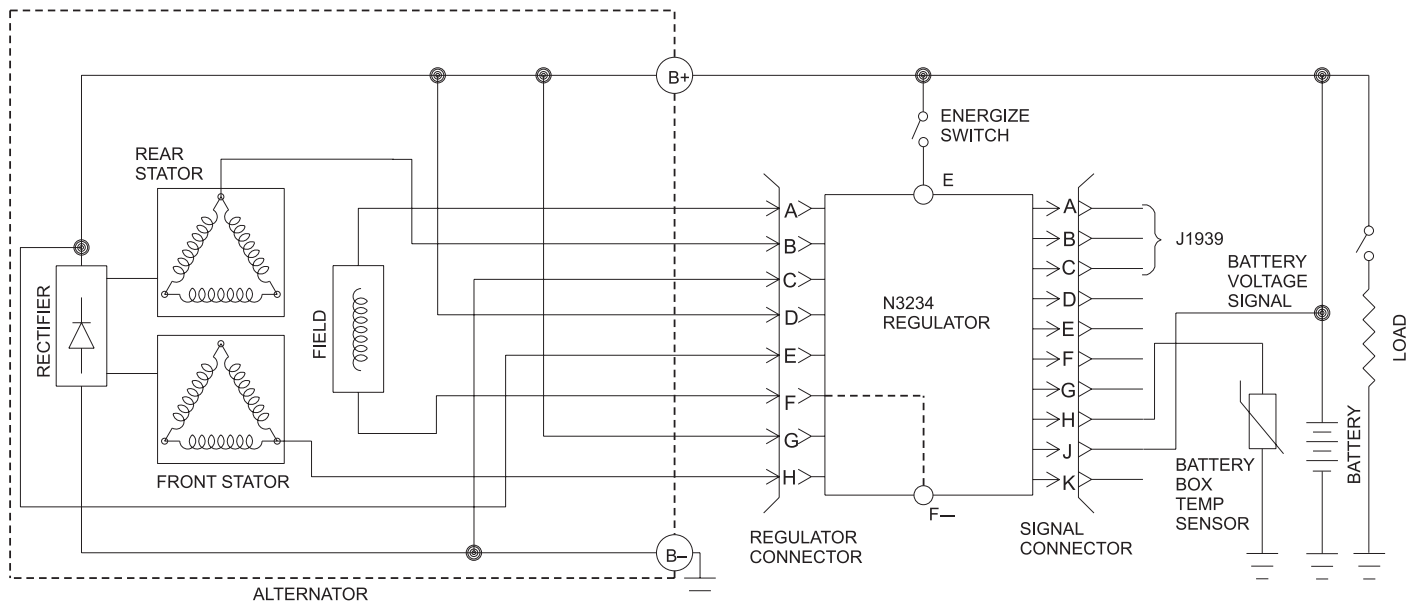 B+
ENERGIZE
SWITCH
REAR
STATOR
E
A
B
C
D
E
F
G
H
A
B
C
D
E
F
G
H
J
K
J1939
BATTERY
VOLTAGE
SIGNAL
N3234
REGULATOR
RECTIFIER
FIELD
LOAD
FRONT STATOR
BATTERY
BOX
TEMP
SENSOR
BATTERY
F—
REGULATOR
CONNECTOR
SIGNAL
CONNECTOR
B–
ALTERNATOR